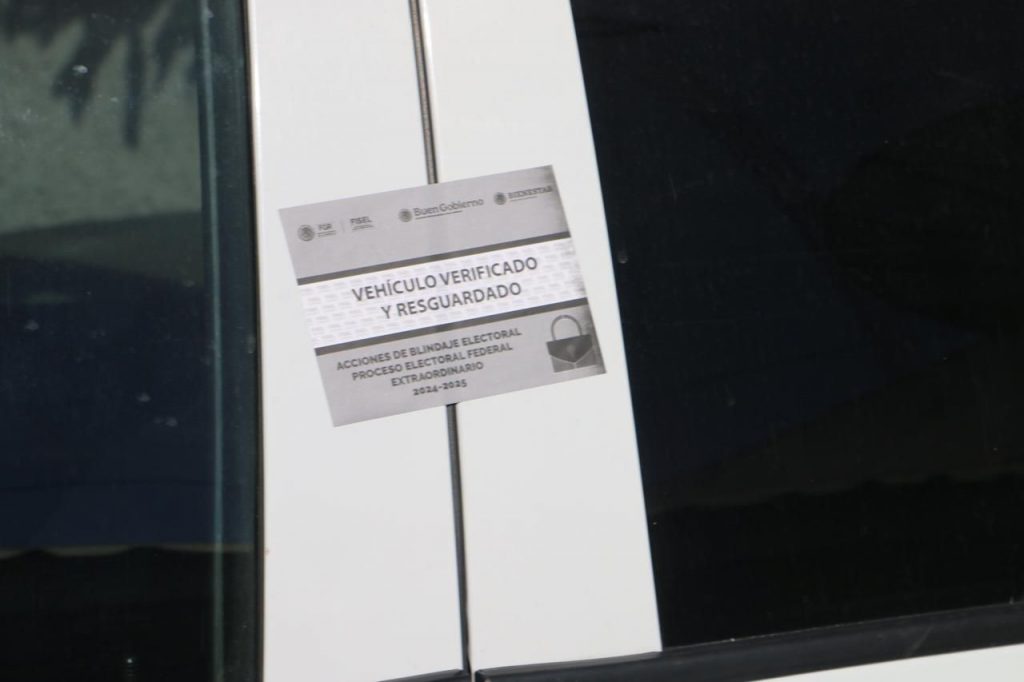 FGR FISEL Buen Gobierno BIENESTAR
VEHÍCULO VERIFICADO
Y RESGUARDADO
ACCIONES DE BLINDAJE ELECTORAL
PROCESO ELECTORAL FEDERAL
EXTRAORDINARIO
2024-2025